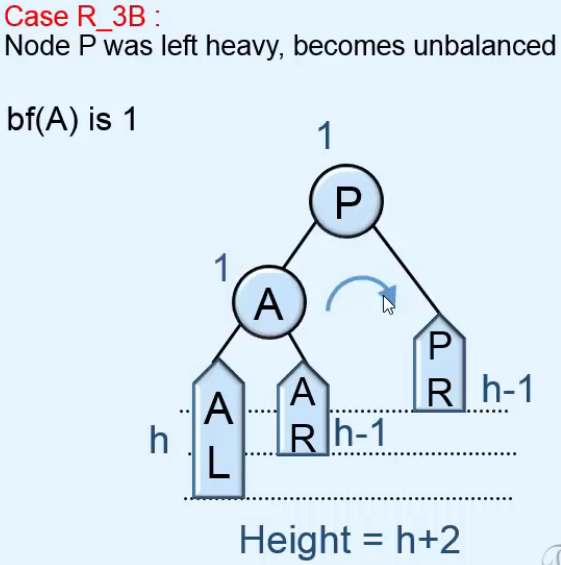 Case R_3B :
Node P was left heavy, becomes unbalanced
bf(A) is 1
1
P
1
A
P
R
h-1
A
L
A
R
h
h-1
Height = h+2